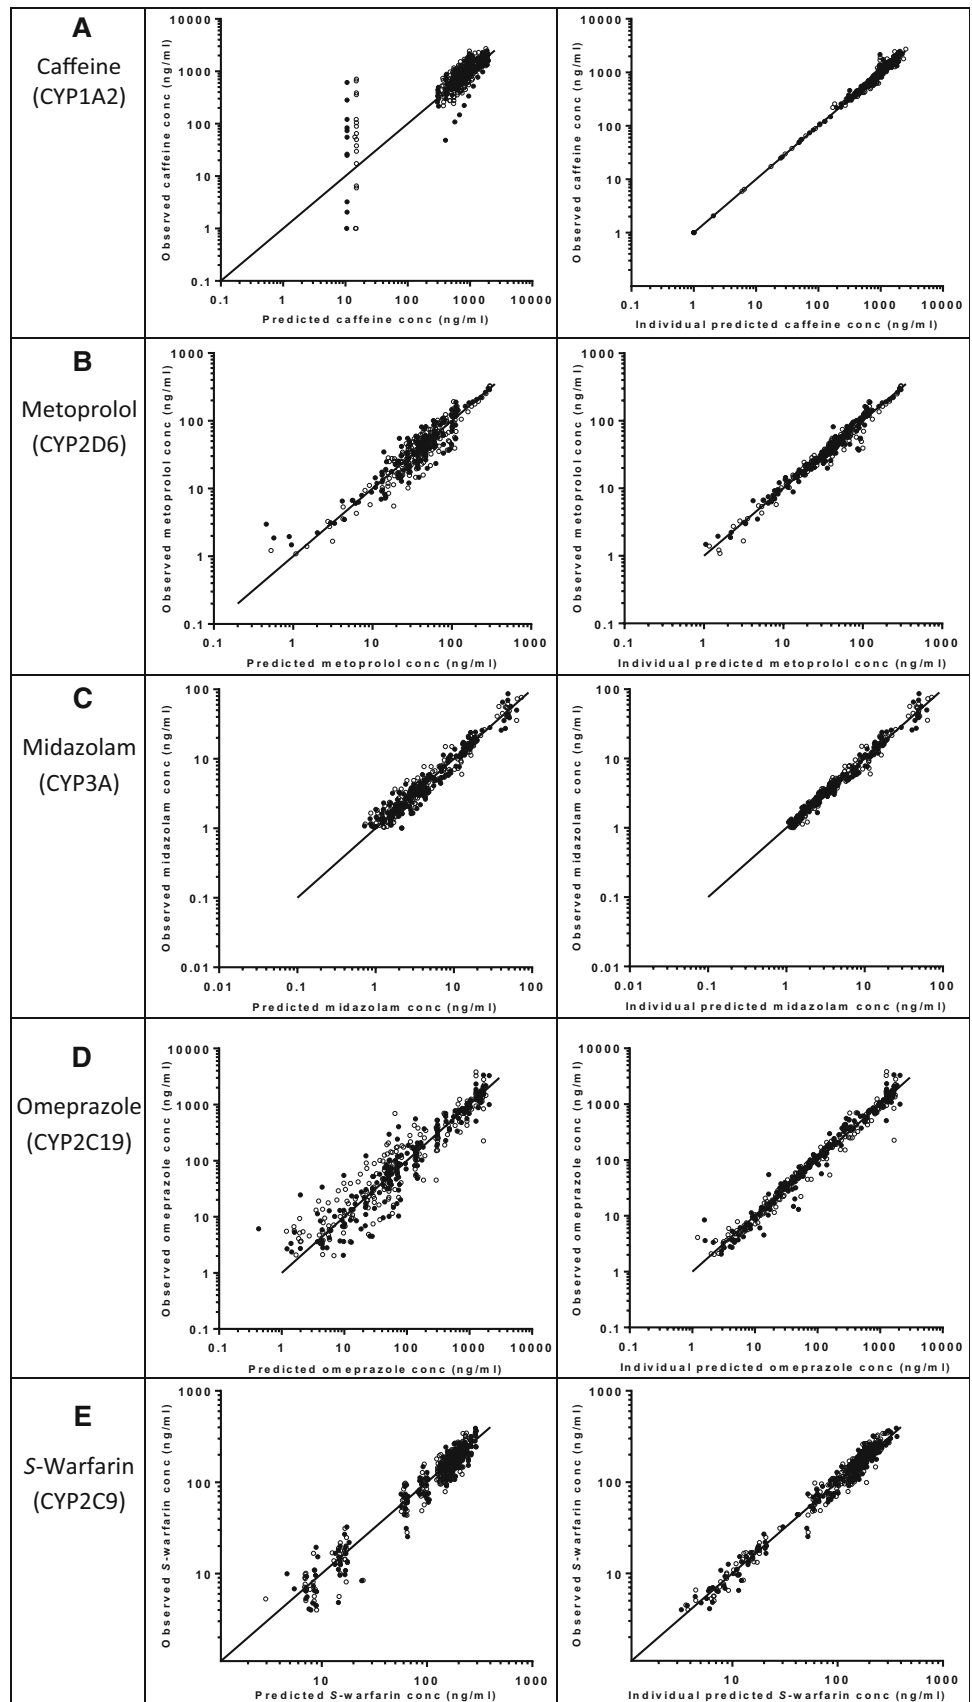 A
Caffeine
(CYP1A2)
Observed caffeine conc (ng/ml)
10000
1000
100
10
1
0.1
0.1 1 10 100 1000 10000
Predicted caffeine conc (ng/ml)
Observed caffeine conc (ng/ml)
10000
1000
100
10
1
0.1 1 10 100 1000 10000
Individual predicted caffeine conc (ng/ml)
B
Metoprolol
(CYP2D6)
Observed metoprolol conc (ng/ml)
1000
100
10
1
0.1
0.1 1 10 100 1000
Predicted metoprolol conc (ng/ml)
Observed metoprolol conc (ng/ml)
1000
100
10
1
0.1
0.1 1 10 100 1000
Individual predicted metoprolol conc (ng/ml)
C
Midazolam
(CYP3A)
Observed midazolam conc (ng/ml)
100
10
1
0.1
0.01
0.01 0.1 1 10 100
Predicted midazolam conc (ng/ml)
Observed midazolam conc (ng/ml)
100
10
1
0.1
0.01
0.01 0.1 1 10 100
Individual predicted midazolam conc (ng/ml)
D
Omeprazole
(CYP2C19)
Observed omeprazole conc (ng/ml)
10000
1000
100
10
1
0.1
0.1 1 10 100 1000 10000
Predicted omeprazole conc (ng/ml)
Observed omeprazole conc (ng/ml)
10000
1000
100
10
1
0.1
0.1 1 10 100 1000 10000
Individual predicted omeprazole conc (ng/ml)
E
S-Warfarin
(CYP2C9)
Observed S-warfarin conc (ng/ml)
1000
100
10
10 100 1000
Predicted S-warfarin conc (ng/ml)
Observed S-warfarin conc (ng/ml)
1000
100
10
10 100 1000
Individual predicted S-warfarin conc (ng/ml)